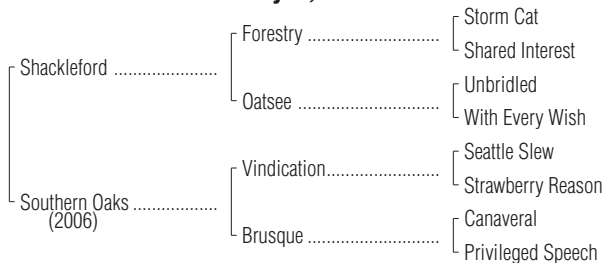 Storm Cat
Forestry ..................................
Shared Interest
Shackleford .....................
Unbridled
Oatsee ....................................
With Every Wish
Seattle Slew
Vindication............................
Strawberry Reason
Southern Oaks .................
(2006)
Canaveral
Brusque ..................................
Privileged Speech